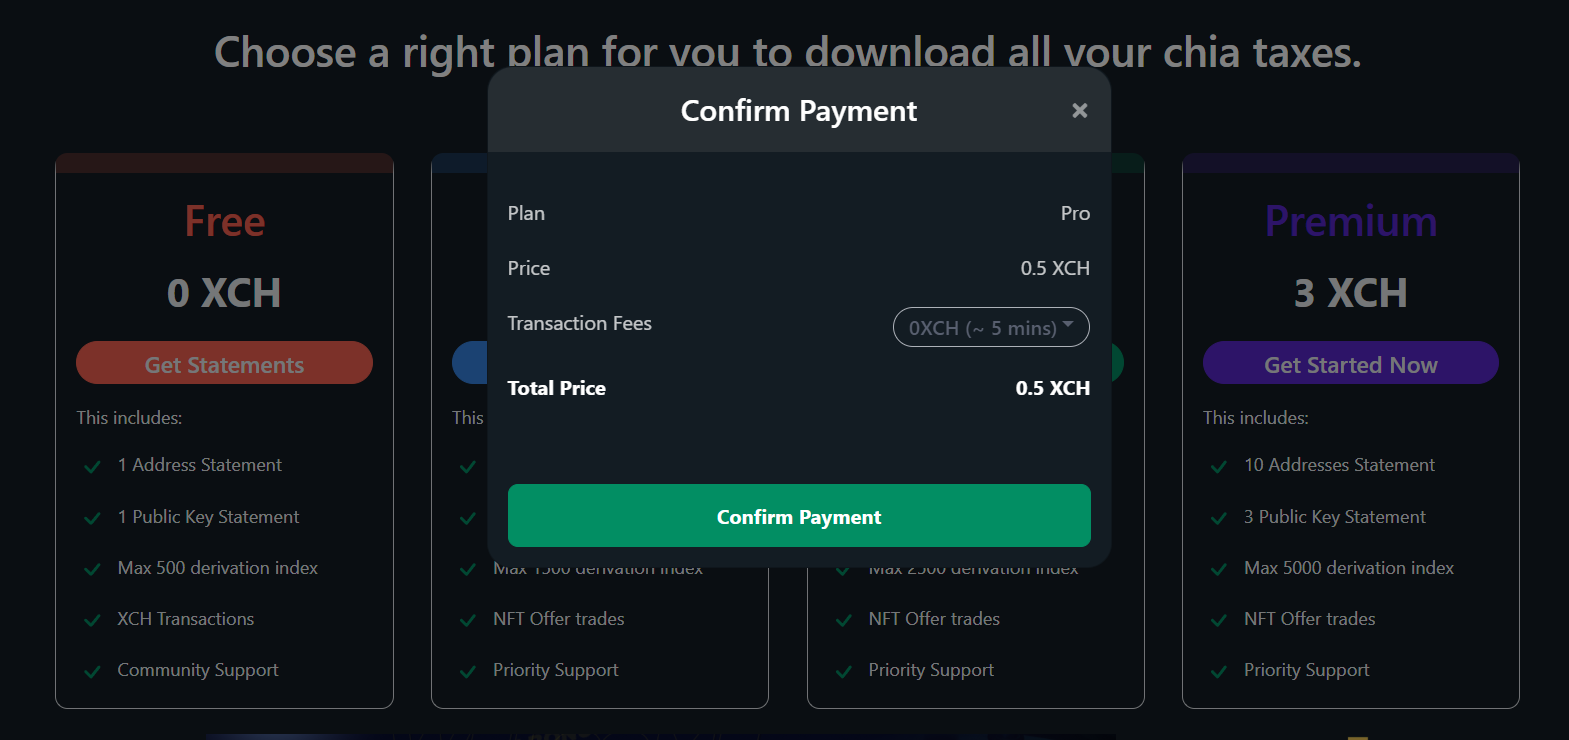 Choose a right plan for you to download all your chia taxes.
Confirm Payment
×
Plan
Pro
Price
0.5 XCH
Transaction Fees
0XCH (~ 5 mins)
Total Price
0.5 XCH
Confirm Payment
Free
0 XCH
Get Statements
This includes:
1 Address Statement
1 Public Key Statement
Max 500 derivation index
XCH Transactions
Community Support
This
Max 1500 derivation index
NFT Offer trades
Priority Support
Max 2500 derivation index
NFT Offer trades
Priority Support
Premium
3 XCH
Get Started Now
This includes:
10 Addresses Statement
3 Public Key Statement
Max 5000 derivation index
NFT Offer trades
Priority Support